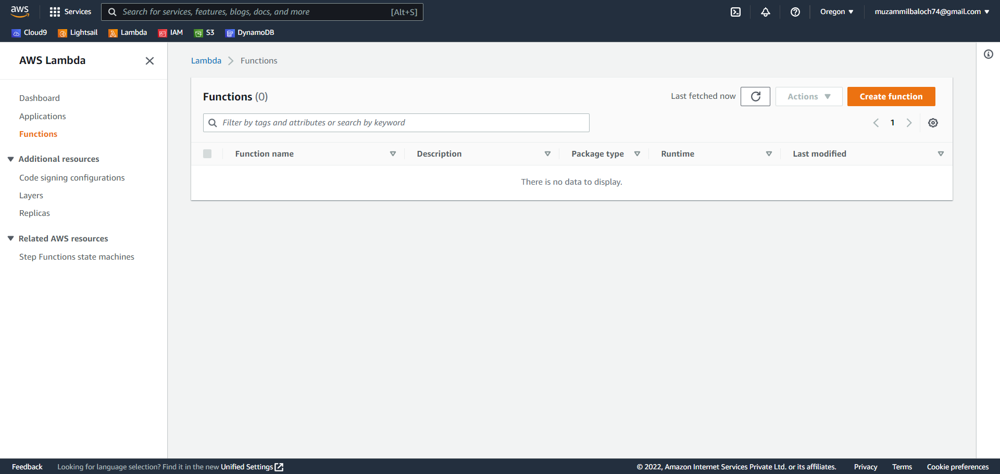 aws Services Search for services, features, blogs, docs, and more [Alt+S] Oregon muzammilbaloch74@gmail.com
Cloud9 Lightsail Lambda IAM S3 DynamoDB
AWS Lambda
Dashboard
Applications
Functions
Additional resources
Code signing configurations
Layers
Replicas
Related AWS resources
Step Functions state machines
Lambda Functions
Functions (0) Last fetched now Actions Create function
Filter by tags and attributes or search by keyword 1
Function name Description Package type Runtime Last modified
There is no data to display.
Feedback Looking for language selection? Find it in the new Unified Settings © 2022, Amazon Internet Services Private Ltd. or its affiliates. Privacy Terms Cookie preferences